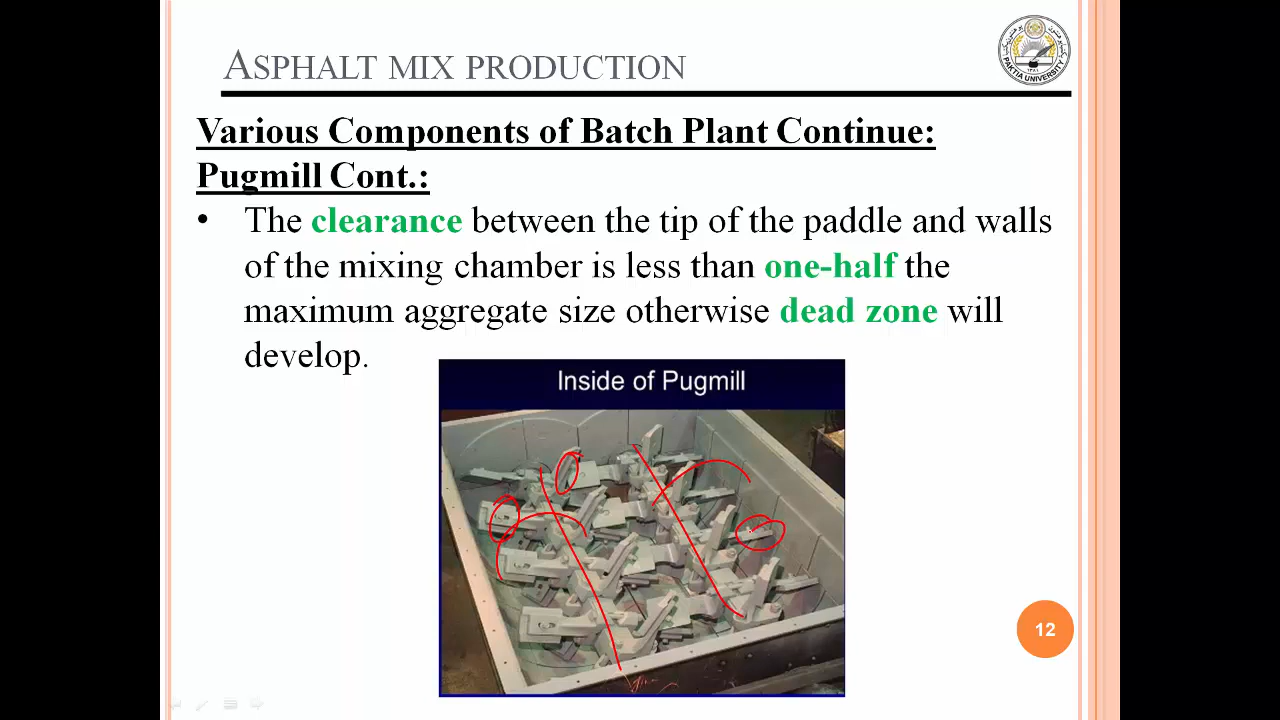 ASPHALT MIX PRODUCTION
PAKTIA UNIVERSITY
Various Components of Batch Plant Continue:
Pugmill Cont.:
• The clearance between the tip of the paddle and walls
of the mixing chamber is less than one-half the
maximum aggregate size otherwise dead zone will
develop.
Inside of Pugmill
12